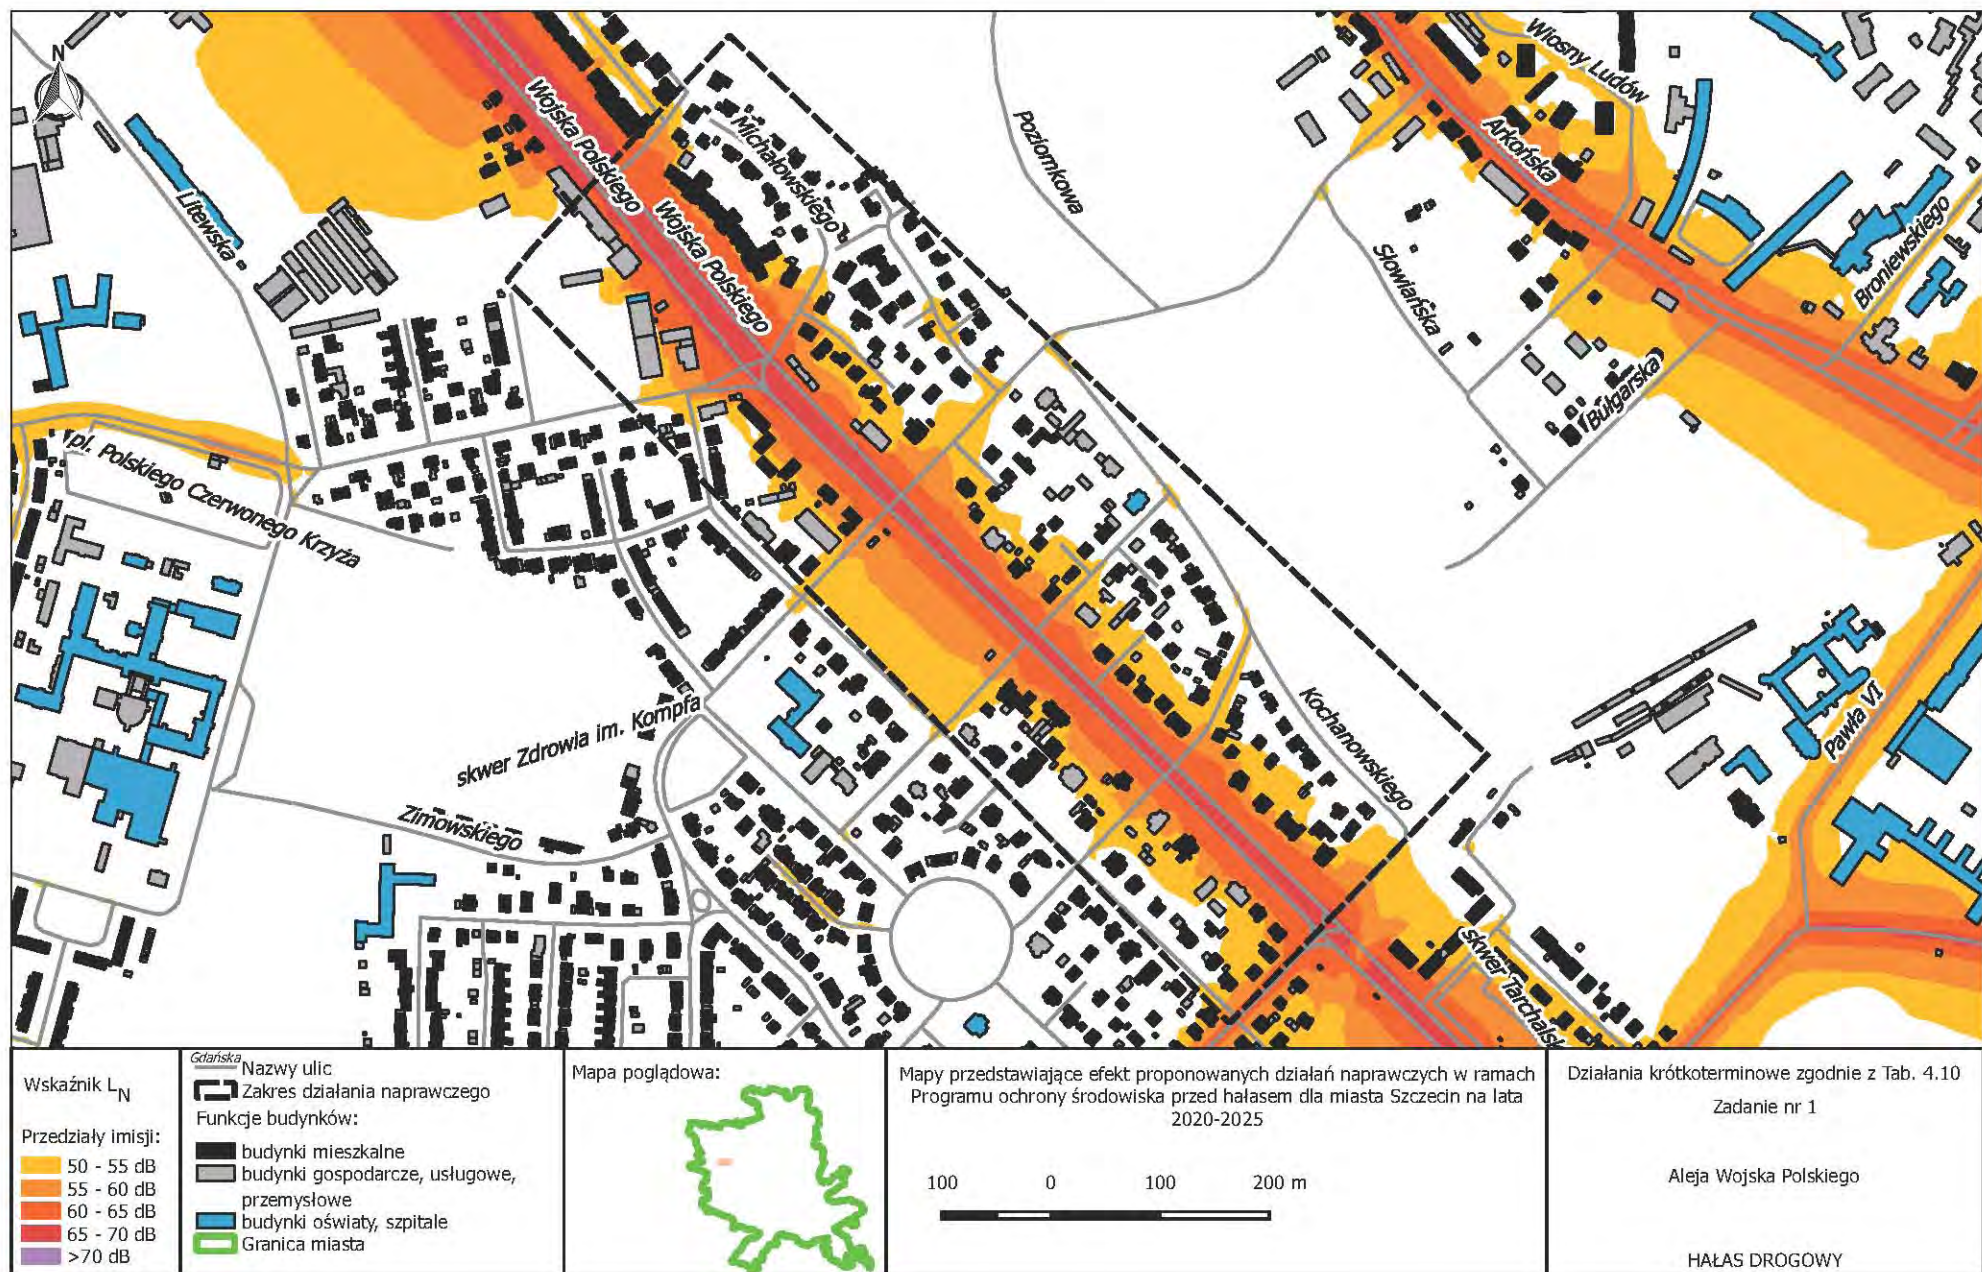 N
Wojska Polskiego
Michałowskiego
Wojska Polskiego
Litewska
Poziomkowa
Wiosny Ludów
Arkońska
Słowiańska
Broniewskiego
Bułgarska
pl. Polskiego Czerwonego Krzyża
skwer Zdrowia im. Kompfa
Zimowskiego
Kochanowskiego
Pawła VI
skwer Tarchalsk
Wskaźnik LN
Przedziały imisji:
50 - 55 dB
55 - 60 dB
60 - 65 dB
65 - 70 dB
>70 dB
Gdańska
Nazwy ulic
Zakres działania naprawczego
Funkcje budynków:
budynki mieszkalne
budynki gospodarcze, usługowe,
przemysłowe
budynki oświaty, szpitale
Granica miasta
Mapa poglądowa:
Mapy przedstawiające efekt proponowanych działań naprawczych w ramach
Programu ochrony środowiska przed hałasem dla miasta Szczecin na lata
2020-2025
100 0 100 200 m
Działania krótkoterminowe zgodnie z Tab. 4.10
Zadanie nr 1
Aleja Wojska Polskiego
HAŁAS DROGOWY